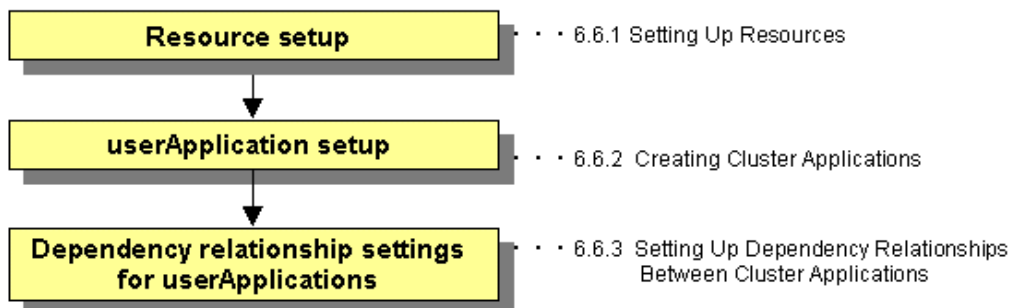 Resource setup · · · 6.6.1 Setting Up Resources
userApplication setup · · · 6.6.2 Creating Cluster Applications
Dependency relationship settings
for userApplications
· · · 6.6.3 Setting Up Dependency Relationships
Between Cluster Applications